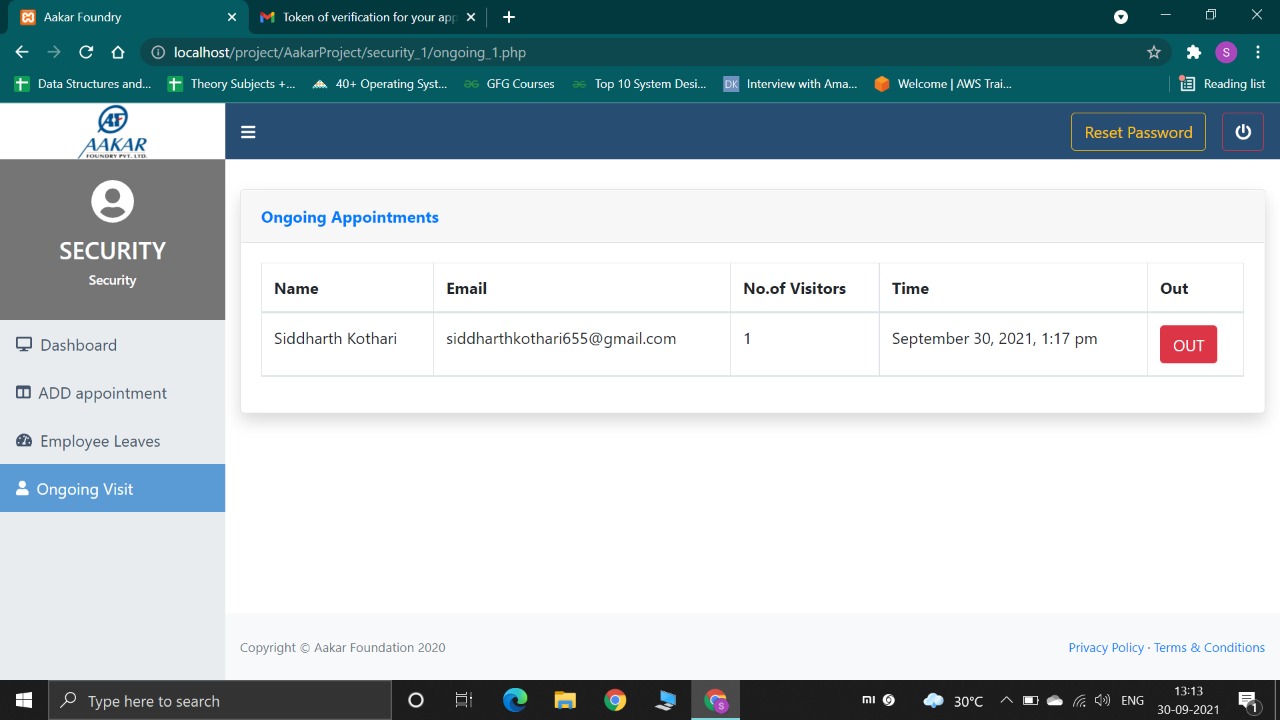 Aakar Foundry
Token of verification for your app
localhost/project/AakarProject/security_1/ongoing_1.php
S
Data Structures and... Theory Subjects +... 40+ Operating Syst... GFG Courses Top 10 System Desi... DK Interview with Ama... Welcome | AWS Trai... Reading list
AF
AAKAR
FOUNDRY PVT. LTD.
Reset Password
SECURITY
Security
Dashboard
ADD appointment
Employee Leaves
Ongoing Visit
Ongoing Appointments
Name Email No.of Visitors Time Out
Siddharth Kothari siddharthkothari655@gmail.com 1 September 30, 2021, 1:17 pm OUT
Copyright © Aakar Foundation 2020
Privacy Policy · Terms & Conditions
Type here to search
S
30°C
ENG
13:13
30-09-2021
1